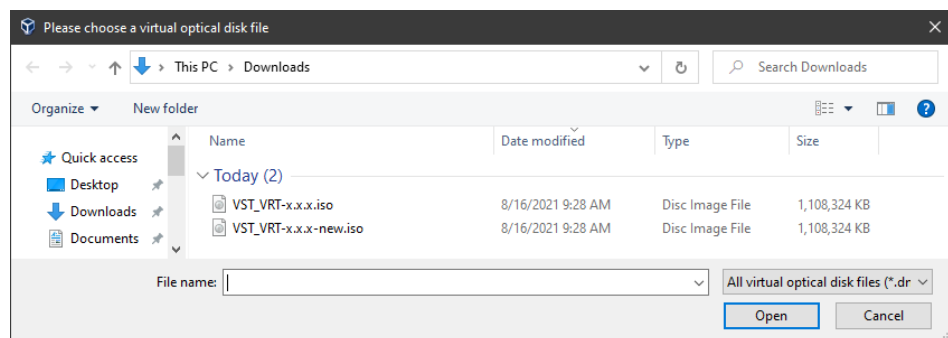 Please choose a virtual optical disk file
This PC > Downloads
Search Downloads
Organize
New folder
Name Date modified Type Size
Quick access
Desktop
Downloads
Documents
Today (2)
VST_VRT-x.x.x.iso 8/16/2021 9:28 AM Disc Image File 1,108,324 KB
VST_VRT-x.x.x-new.iso 8/16/2021 9:28 AM Disc Image File 1,108,324 KB
File name: All virtual optical disk files (*.dr
Open Cancel